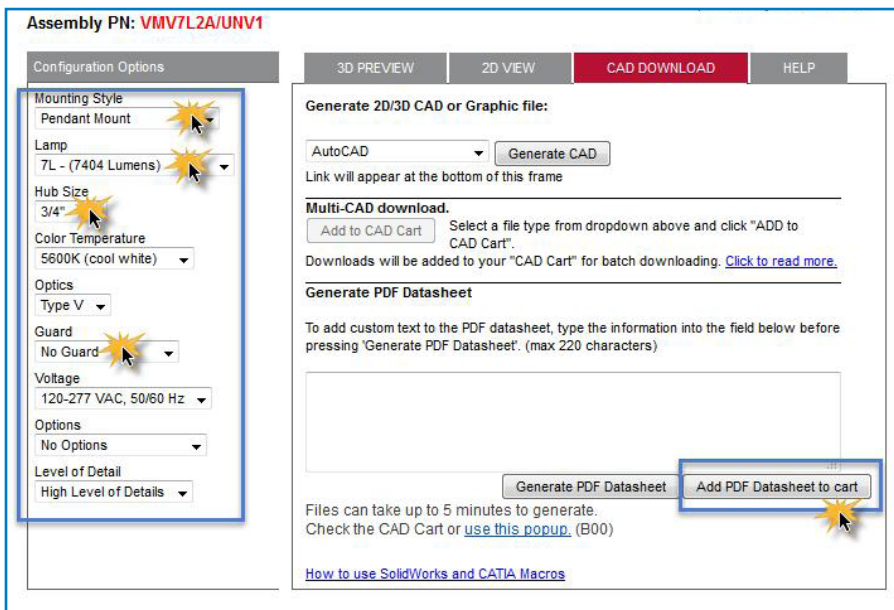 Assembly PN: VMV7L2A/UNV1
Configuration Options
Mounting Style
Pendant Mount
Lamp
7L - (7404 Lumens)
Hub Size
3/4"
Color Temperature
5600K (cool white)
Optics
Type V
Guard
No Guard
Voltage
120-277 VAC, 50/60 Hz
Options
No Options
Level of Detail
High Level of Details
3D PREVIEW
2D VIEW
CAD DOWNLOAD
HELP
Generate 2D/3D CAD or Graphic file:
AutoCAD
Generate CAD
Link will appear at the bottom of this frame
Multi-CAD download.
Add to CAD Cart
Select a file type from dropdown above and click "ADD to
CAD Cart".
Downloads will be added to your "CAD Cart" for batch downloading. Click to read more.
Generate PDF Datasheet
To add custom text to the PDF datasheet, type the information into the field below before
pressing 'Generate PDF Datasheet'. (max 220 characters)
Generate PDF Datasheet
Add PDF Datasheet to cart
Files can take up to 5 minutes to generate.
Check the CAD Cart or use this popup. (B00)
How to use SolidWorks and CATIA Macros